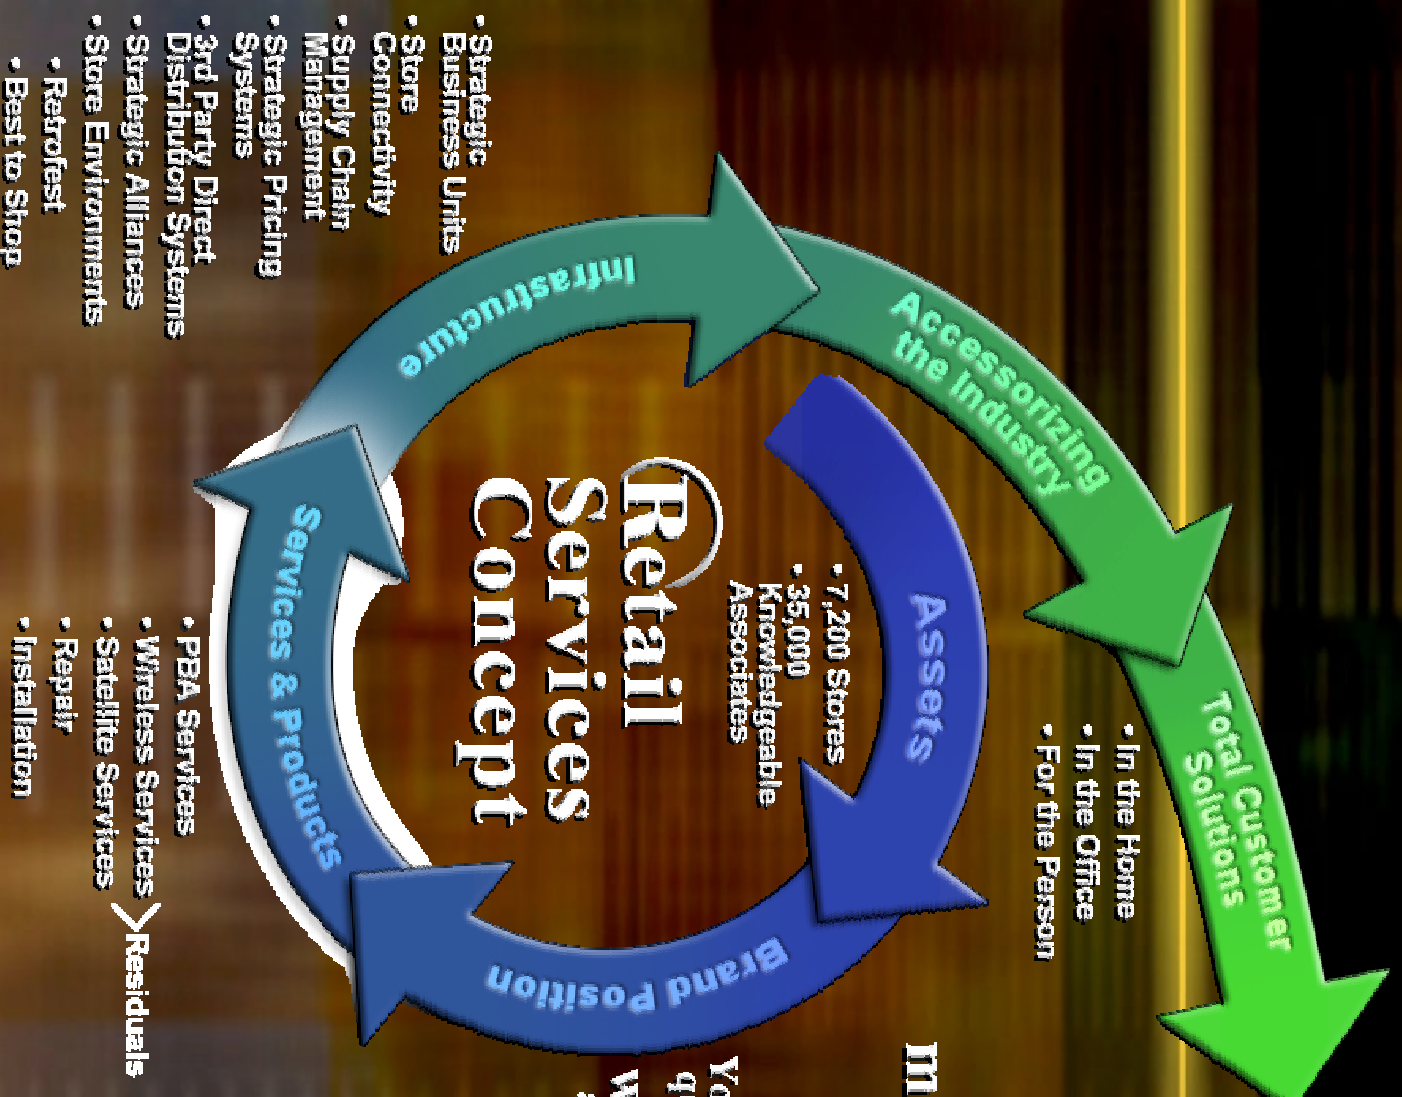 Total Customer
Solutions
• In the Home
• In the Office
• For the Person
Accessorizing
the Industry
Assets
• 7,200 Stores
• 35,000
Knowledgeable
Associates
Retail
Services
Concept
Infrastructure
• Strategic
Business Units
• Store
Connectivity
• Supply Chain
Management
• Strategic Pricing
Systems
• 3rd Party Direct
Distribution Systems
• Strategic Alliances
• Store Environments
• Retrofest
• Best to Shop
Brand Position
Services & Products
• PBA Services
• Wireless Services
• Satellite Services
Residuals
• Repair
• Installation